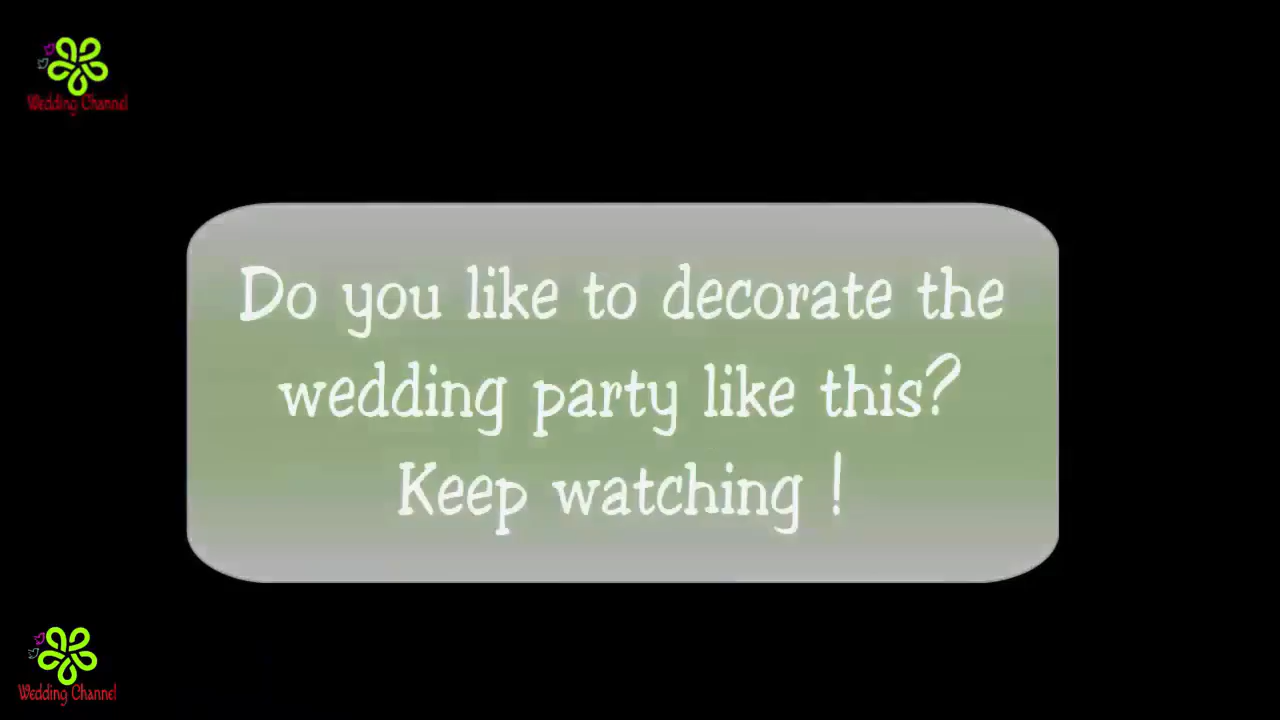 Wedding Channel
Do you like to decorate the
wedding party like this?
Keep watching !
Wedding Channel